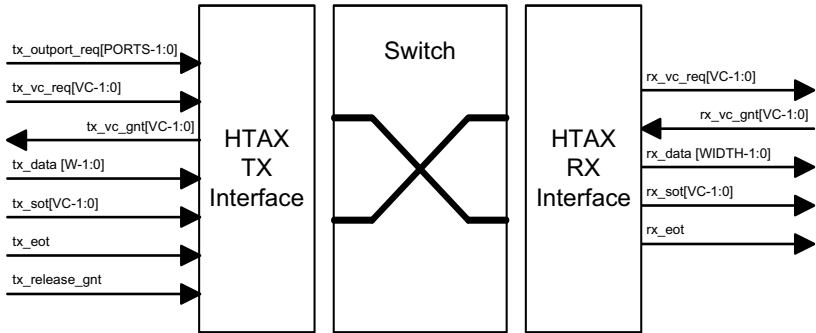 tx_outport_req[PORTS-1:0]
tx_vc_req[VC-1:0]
tx_vc_gnt[VC-1:0]
tx_data [W-1:0]
tx_sot[VC-1:0]
tx_eot
tx_release_gnt
HTAX
TX
Interface
Switch
HTAX
RX
Interface
rx_vc_req[VC-1:0]
rx_vc_gnt[VC-1:0]
rx_data [WIDTH-1:0]
rx_sot[VC-1:0]
rx_eot